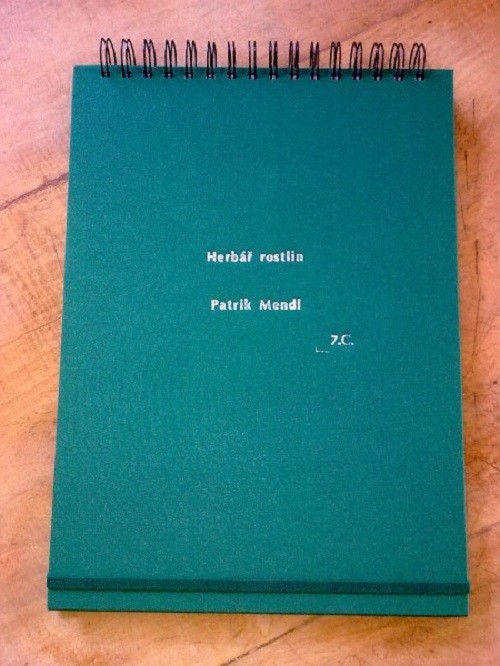 Herbář rostlin
Patrik Mendl
7.C.